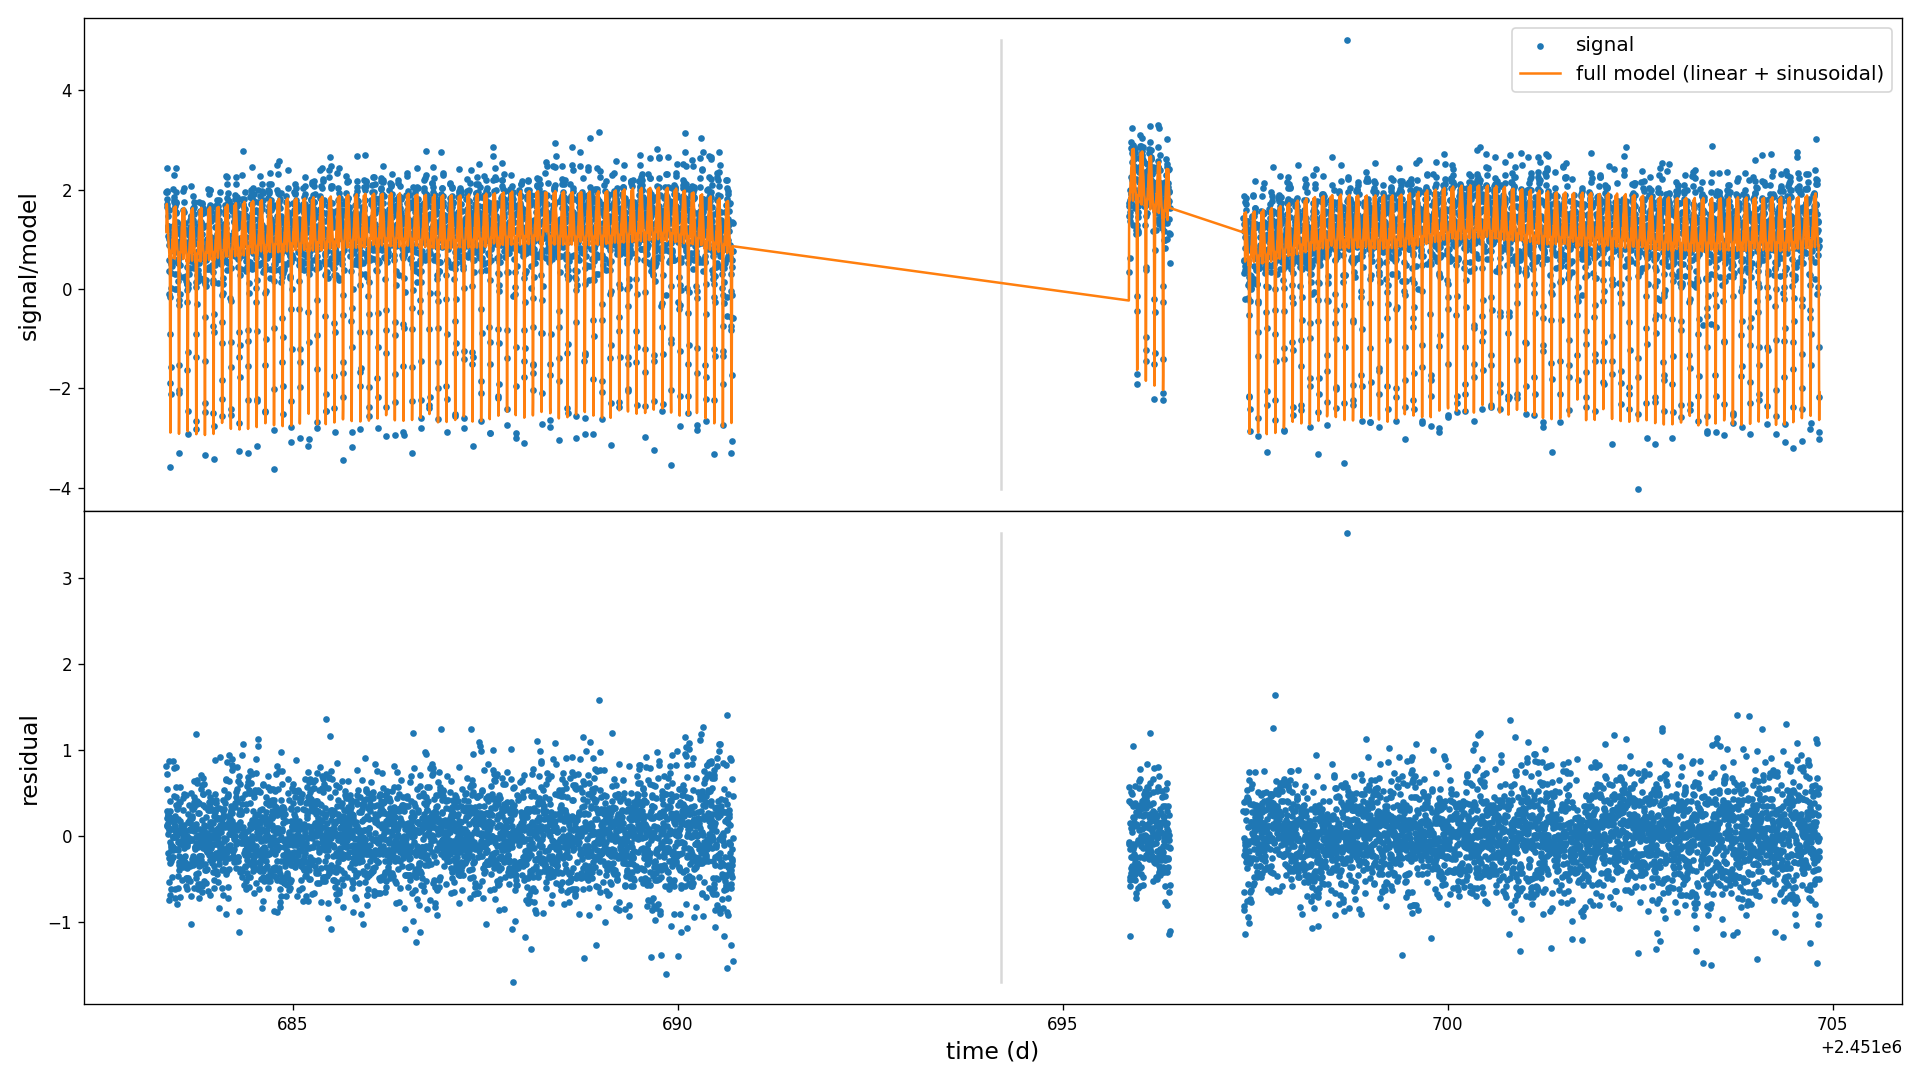 signal/model
4
2
0
−2
−4
signal
full model (linear + sinusoidal)
residual
3
2
1
0
−1
685
690
695
700
705
time (d)
+2.451e6